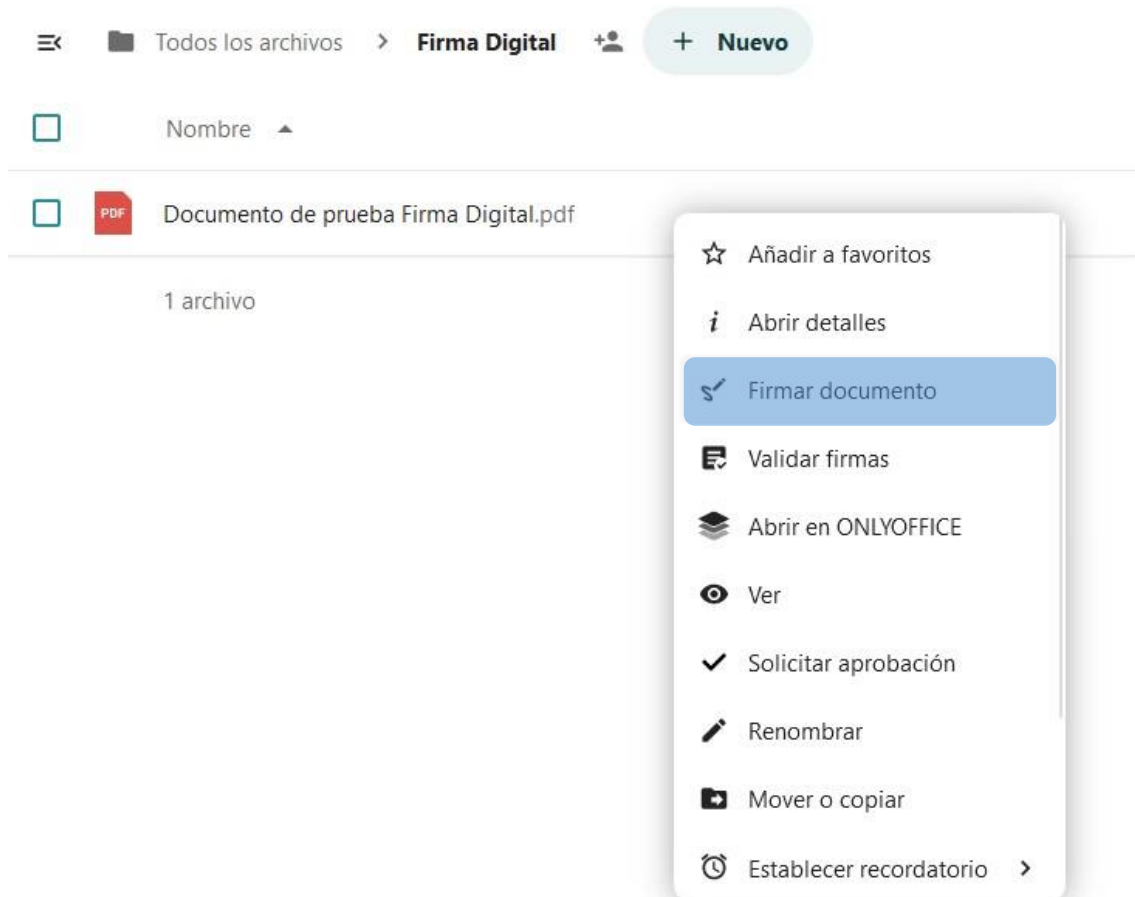 Todos los archivos > Firma Digital + Nuevo
Nombre
PDF Documento de prueba Firma Digital.pdf
1 archivo
Añadir a favoritos
i Abrir detalles
Firmar documento
Validar firmas
Abrir en ONLYOFFICE
Ver
Solicitar aprobación
Renombrar
Mover o copiar
Establecer recordatorio >